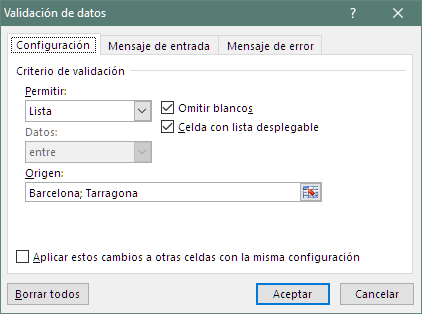 Validación de datos
?
Configuración Mensaje de entrada Mensaje de error
Criterio de validación
Permitir:
Lista
Omitir blancos
Datos:
Celda con lista desplegable
entre
Origen:
Barcelona; Tarragona
Aplicar estos cambios a otras celdas con la misma configuración
Borrar todos Aceptar Cancelar